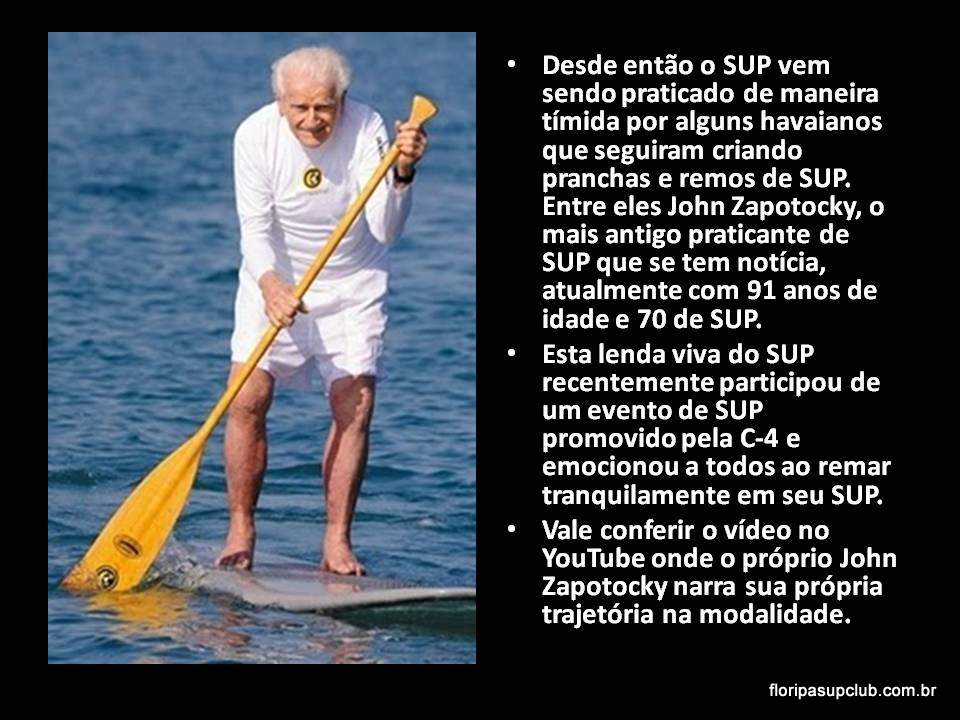 • Desde então o SUP vem
sendo praticado de maneira
tímida por alguns havaianos
que seguiram criando
pranchas e remos de SUP.
Entre eles John Zapotocky, o
mais antigo praticante de
SUP que se tem notícia,
atualmente com 91 anos de
idade e 70 de SUP.
• Esta lenda viva do SUP
recentemente participou de
um evento de SUP
promovido pela C-4 e
emocionou a todos ao remar
tranquilamente em seu SUP.
• Vale conferir o vídeo no
YouTube onde o próprio John
Zapotocky narra sua própria
trajetória na modalidade.
floripasupclub.com.br